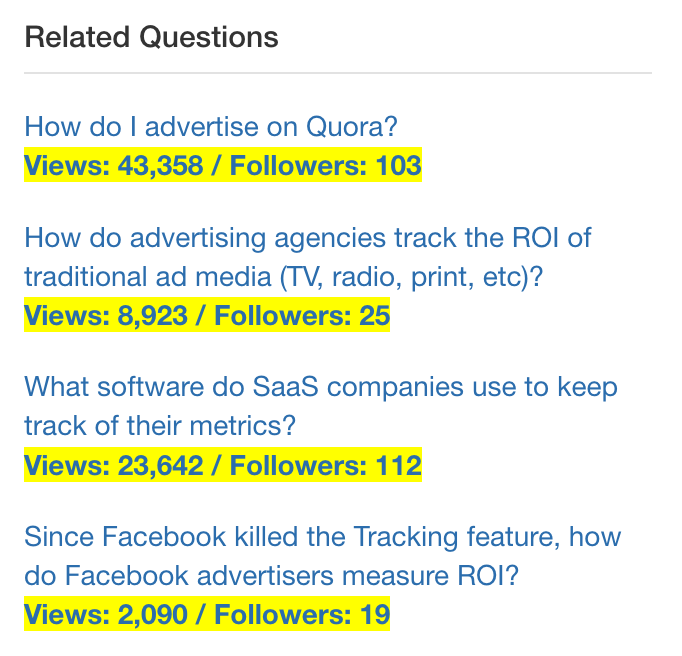 Related Questions
How do I advertise on Quora?
Views: 43,358 / Followers: 103
How do advertising agencies track the ROI of
traditional ad media (TV, radio, print, etc)?
Views: 8,923 / Followers: 25
What software do SaaS companies use to keep
track of their metrics?
Views: 23,642 / Followers: 112
Since Facebook killed the Tracking feature, how
do Facebook advertisers measure ROI?
Views: 2,090 / Followers: 19